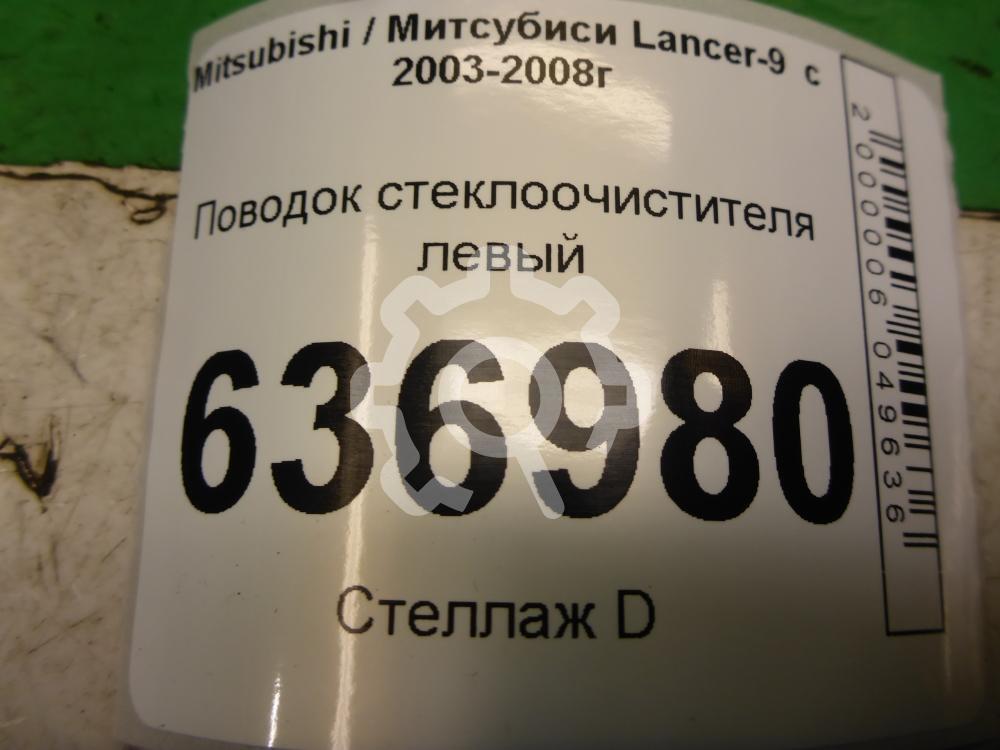 Mitsubishi / Митсубиси Lancer-9 с
2003-2008г
Поводок стеклоочистителя
левый
636980
Стеллаж D
2000006049636